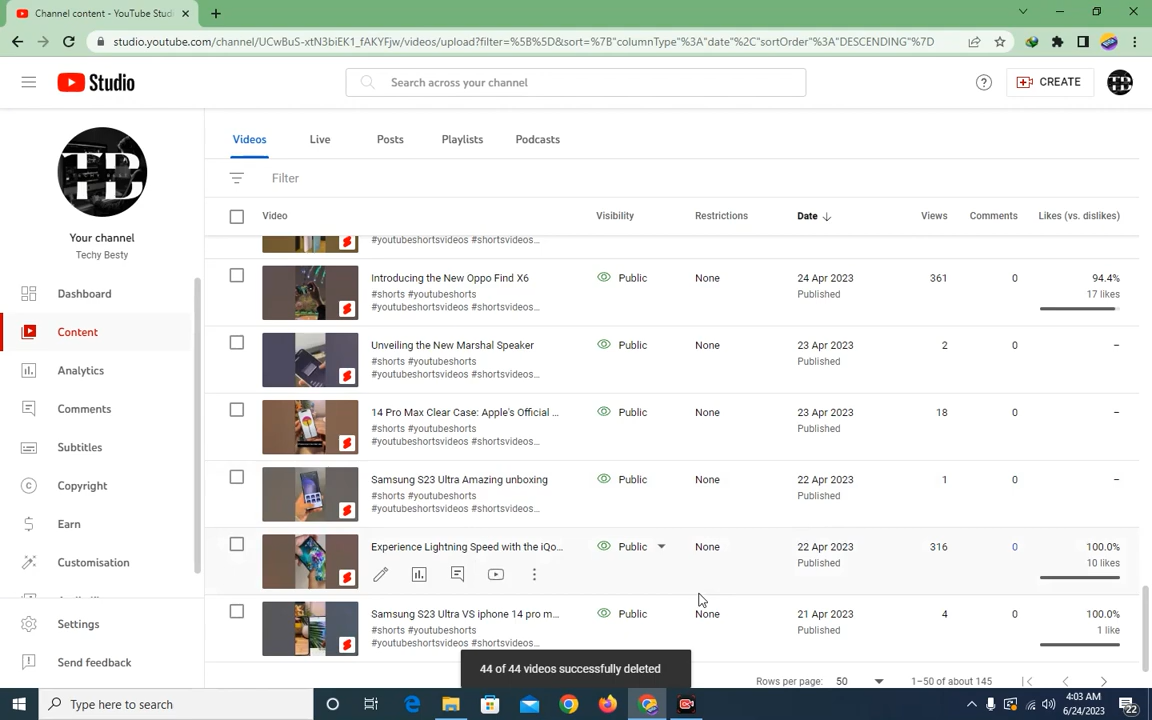 Channel content - YouTube Studi
studio.youtube.com/channel/UCwBuS-xtN3biEK1_fAKYFjw/videos/upload?filter=%5B%5D&sort=%7B"columnType"%3A"date"%2C"sortOrder"%3A"DESCENDING"%7D
Studio
Search across your channel
CREATE
TB
Your channel
Techy Besty
Dashboard
Content
Analytics
Comments
Subtitles
Copyright
Earn
Customisation
Settings
Send feedback
Videos Live Posts Playlists Podcasts
Filter
Video Visibility Restrictions Date Views Comments Likes (vs. dislikes)
#youtubeshortsvideos #shortsvideos...
Introducing the New Oppo Find X6 Public None 24 Apr 2023 361 0 94.4%
#shorts #youtubeshorts Published 17 likes
#youtubeshortsvideos #shortsvideos...
Unveiling the New Marshal Speaker Public None 23 Apr 2023 2 0 –
#shorts #youtubeshorts Published
#youtubeshortsvideos #shortsvideos...
14 Pro Max Clear Case: Apple's Official ... Public None 23 Apr 2023 18 0 –
#shorts #youtubeshorts Published
#youtubeshortsvideos #shortsvideos...
Samsung S23 Ultra Amazing unboxing Public None 22 Apr 2023 1 0 –
#shorts #youtubeshorts Published
#youtubeshortsvideos #shortsvideos...
Experience Lightning Speed with the iQo... Public None 22 Apr 2023 316 0 100.0%
Published 10 likes
Samsung S23 Ultra VS iphone 14 pro m... Public None 21 Apr 2023 4 0 100.0%
#shorts #youtubeshorts Published 1 like
#youtubeshortsvideos #shortsvideos...
44 of 44 videos successfully deleted
Rows per page: 50 1–50 of about 145
Type here to search
4:03 AM
6/24/2023
22